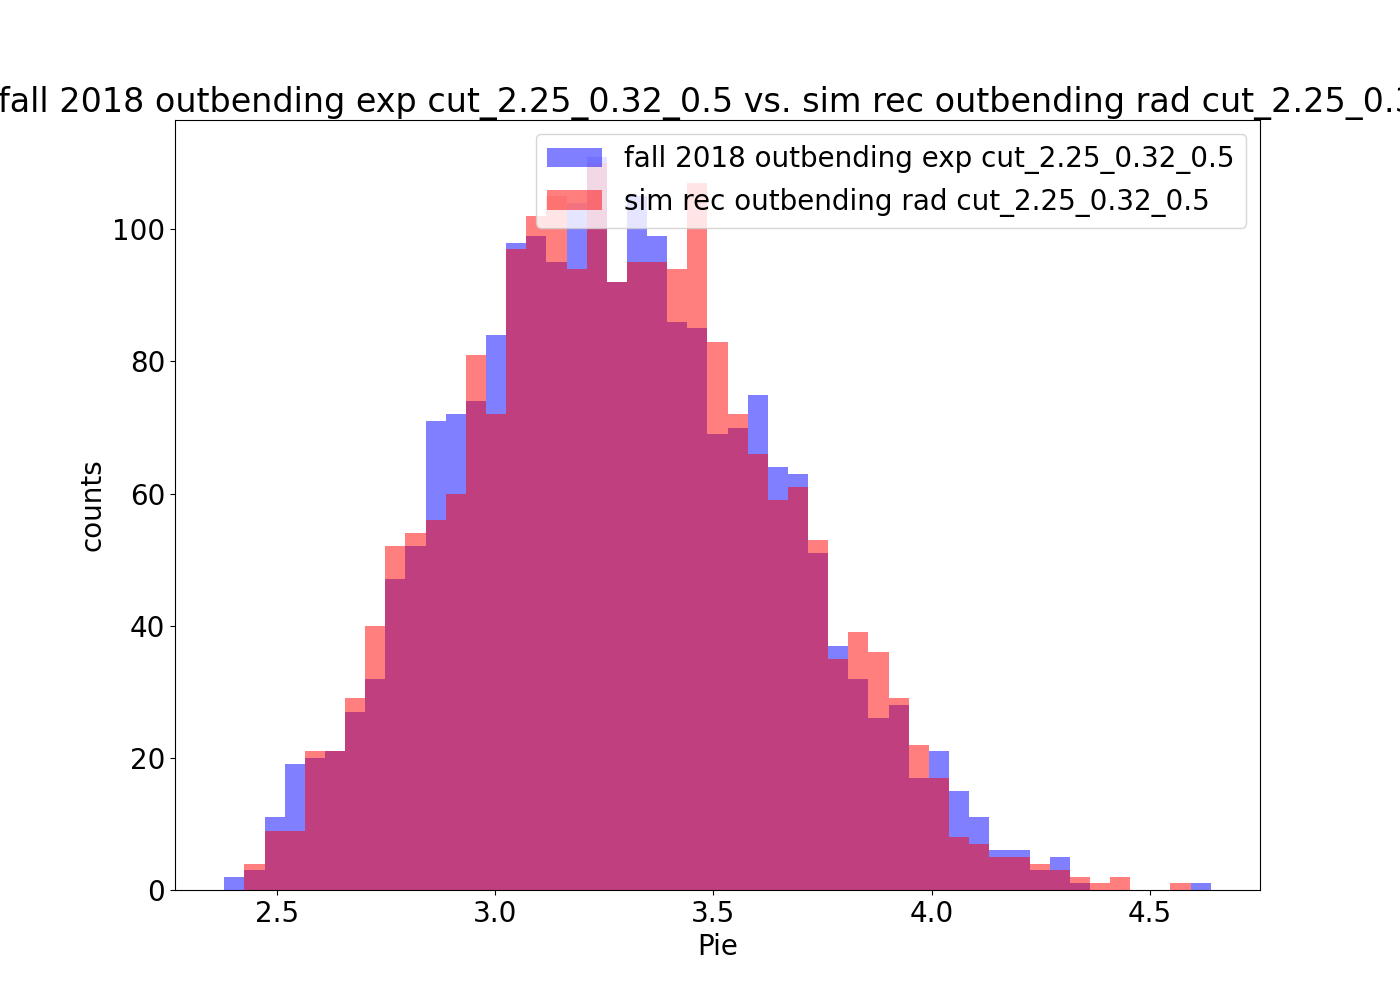 fall 2018 outbending exp cut_2.25_0.32_0.5 vs. sim rec outbending rad cut_2.25_0.3
fall 2018 outbending exp cut_2.25_0.32_0.5
sim rec outbending rad cut_2.25_0.32_0.5
100
80
60
40
20
0
counts
2.5 3.0 3.5 4.0 4.5
Pie